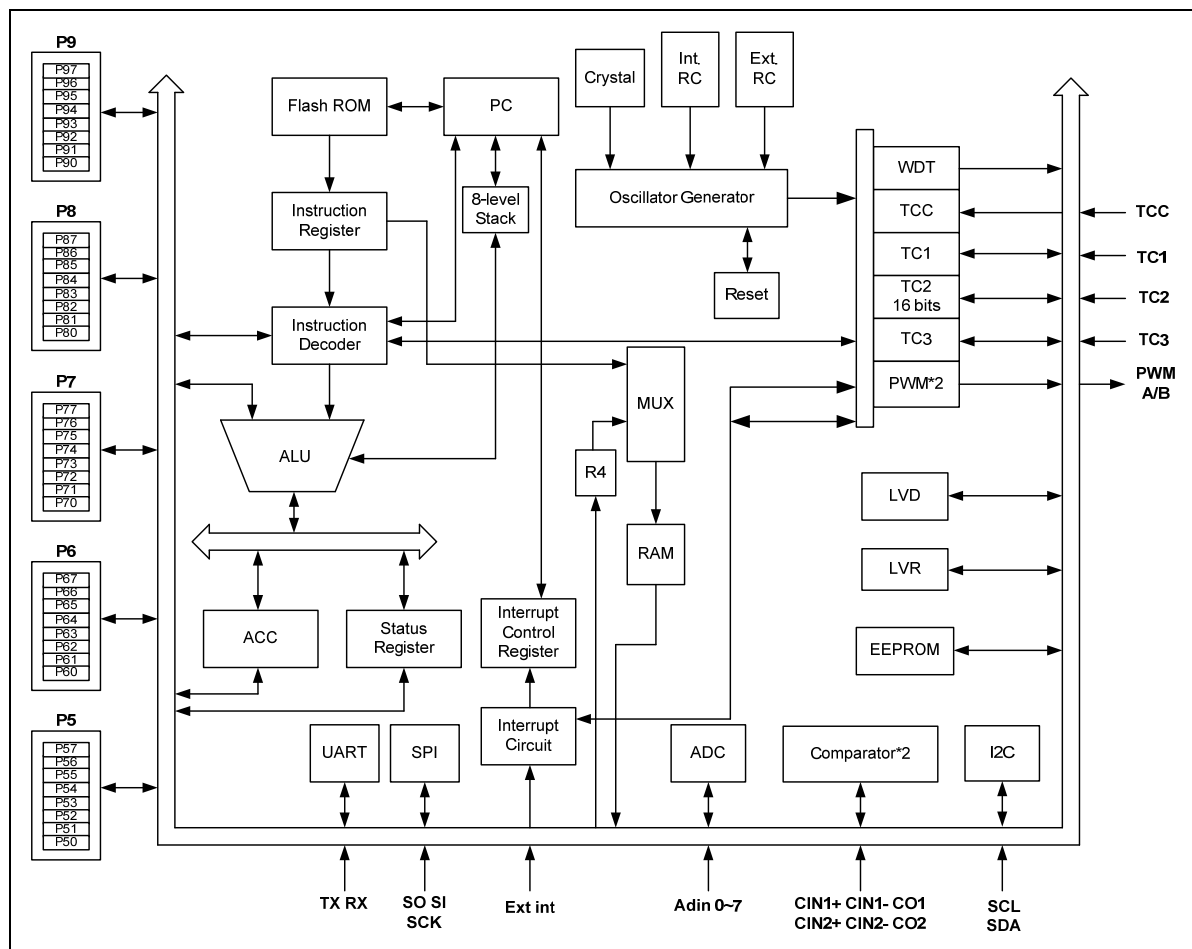 P9
P97
P96
P95
P94
P93
P92
P91
P90
P8
P87
P86
P85
P84
P83
P82
P81
P80
P7
P77
P76
P75
P74
P73
P72
P71
P70
P6
P67
P66
P65
P64
P63
P62
P61
P60
P5
P57
P56
P55
P54
P53
P52
P51
P50
Flash ROM
PC
Instruction
Register
8-level
Stack
Instruction
Decoder
ALU
ACC
Status
Register
Interrupt
Control
Register
Interrupt
Circuit
UART
SPI
Crystal
Int.
RC
Ext.
RC
Oscillator Generator
Reset
MUX
R4
RAM
WDT
TCC
TC1
TC2
16 bits
TC3
PWM*2
LVD
LVR
EEPROM
ADC
Comparator*2
I2C
TCC
TC1
TC2
TC3
PWM
A/B
TX RX
SO SI
SCK
Ext int
Adin 0~7
CIN1+ CIN1- CO1
CIN2+ CIN2- CO2
SCL
SDA